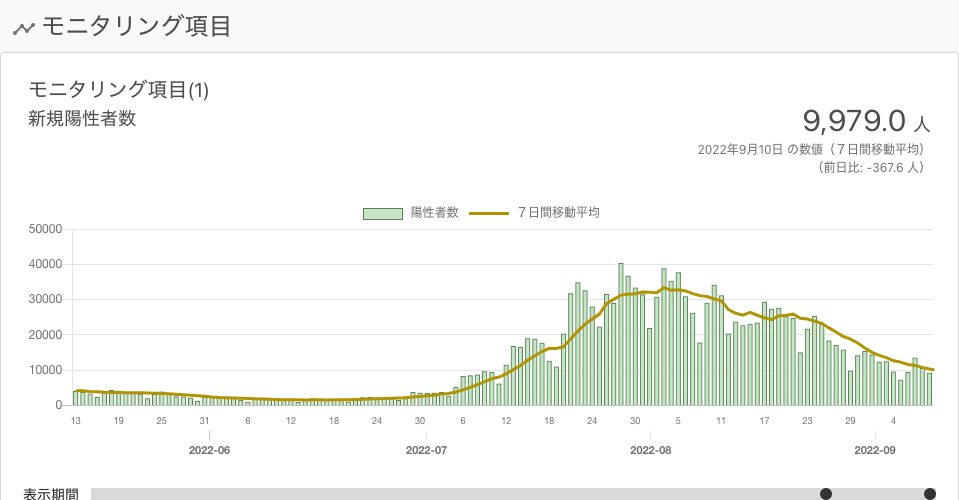 モニタリング項目
モニタリング項目(1)
新規陽性者数
9,979.0 人
2022年9月10日 の数値（７日間移動平均）
（前日比: -367.6 人）
陽性者数 ７日間移動平均
50000
40000
30000
20000
10000
0
13 19 25 31 6 12 18 24 30 6 12 18 24 30 5 11 17 23 29 4
2022-06 2022-07 2022-08 2022-09
表示期間